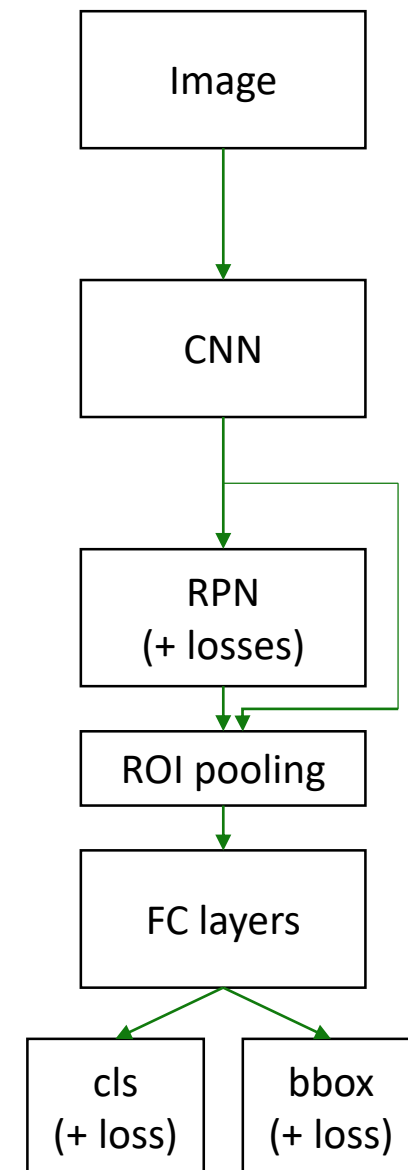 Image
CNN
RPN
(+ losses)
ROI pooling
FC layers
cls
(+ loss)
bbox
(+ loss)